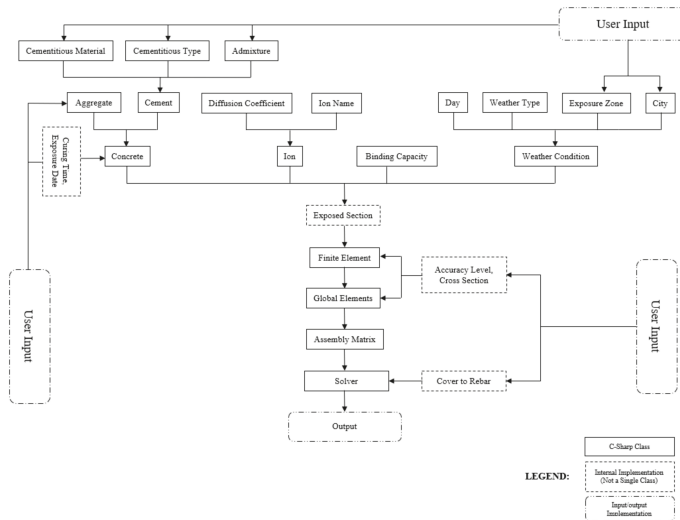 User Input
Cementitious Material
Cementitious Type
Admixture
Aggregate
Cement
Diffusion Coefficient
Ion Name
Day
Weather Type
Exposure Zone
City
Curing Time,
Exposure Date
Concrete
Ion
Binding Capacity
Weather Condition
Exposed Section
Finite Element
Accuracy Level,
Cross Section
Global Elements
User Input
User Input
Assembly Matrix
Solver
Cover to Rebar
Output
LEGEND:
C-Sharp Class
Internal Implementation
(Not a Single Class)
Input/output
Implementation